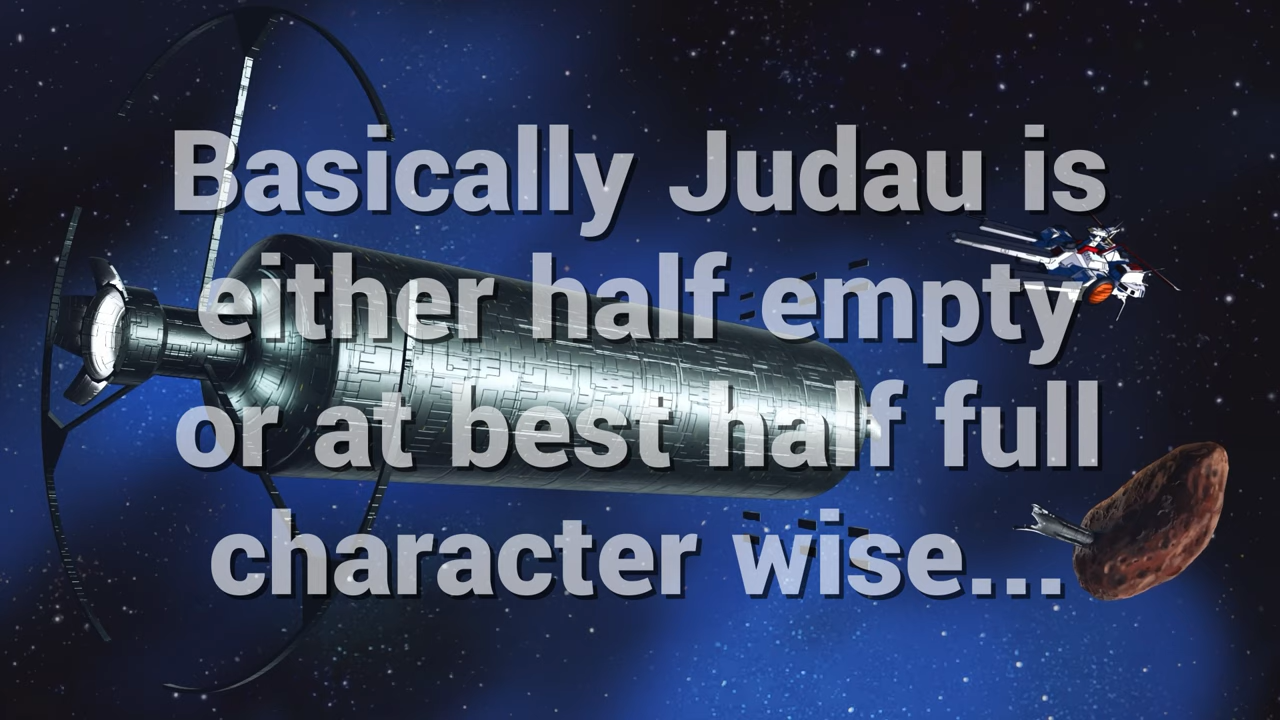 Basically Judau is
either half empty
or at best half full
character wise...